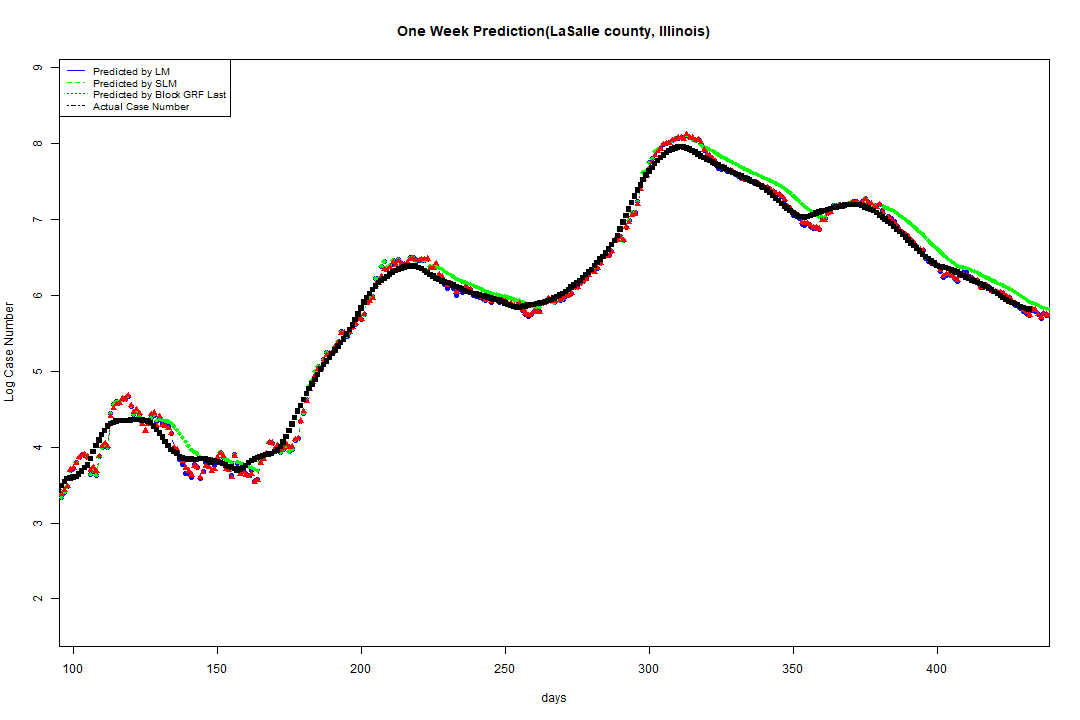 One Week Prediction(LaSalle county, Illinois)
Predicted by LM
Predicted by SLM
Predicted by Block GRF Last
Actual Case Number
Log Case Number
9
8
7
6
5
4
3
2
100 150 200 250 300 350 400
days